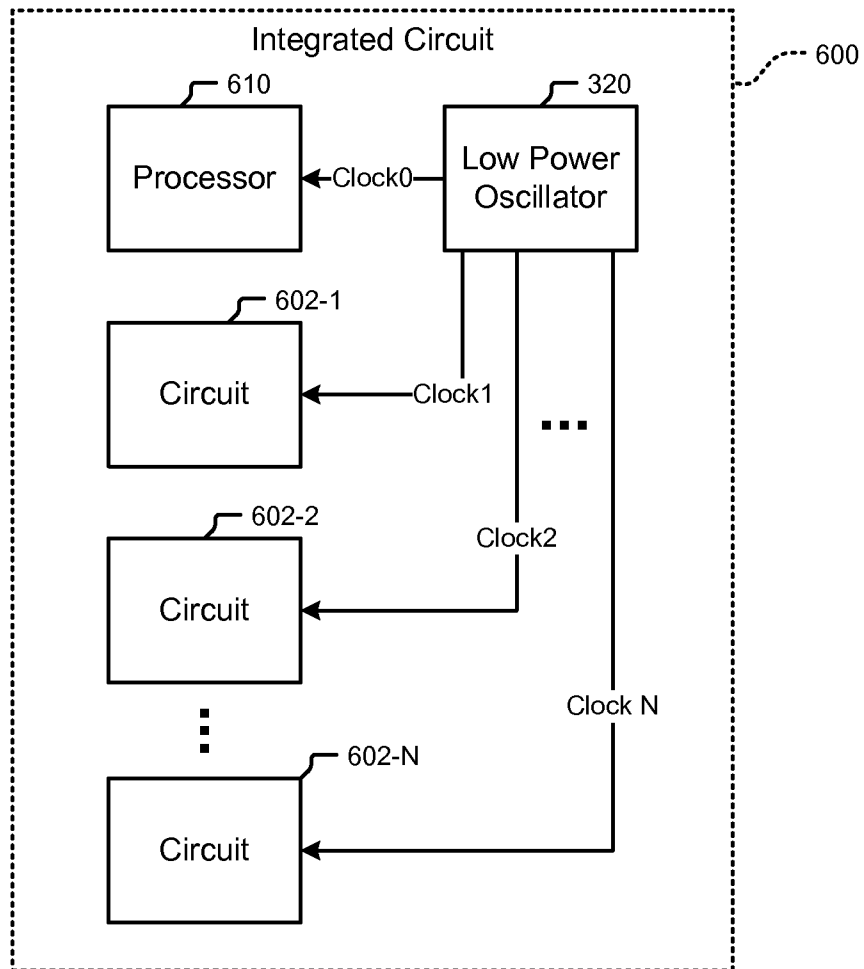 Integrated Circuit
600
610
320
Processor
Clock0
Low Power
Oscillator
602-1
Circuit
Clock1
602-2
Circuit
Clock2
602-N
Circuit
Clock N